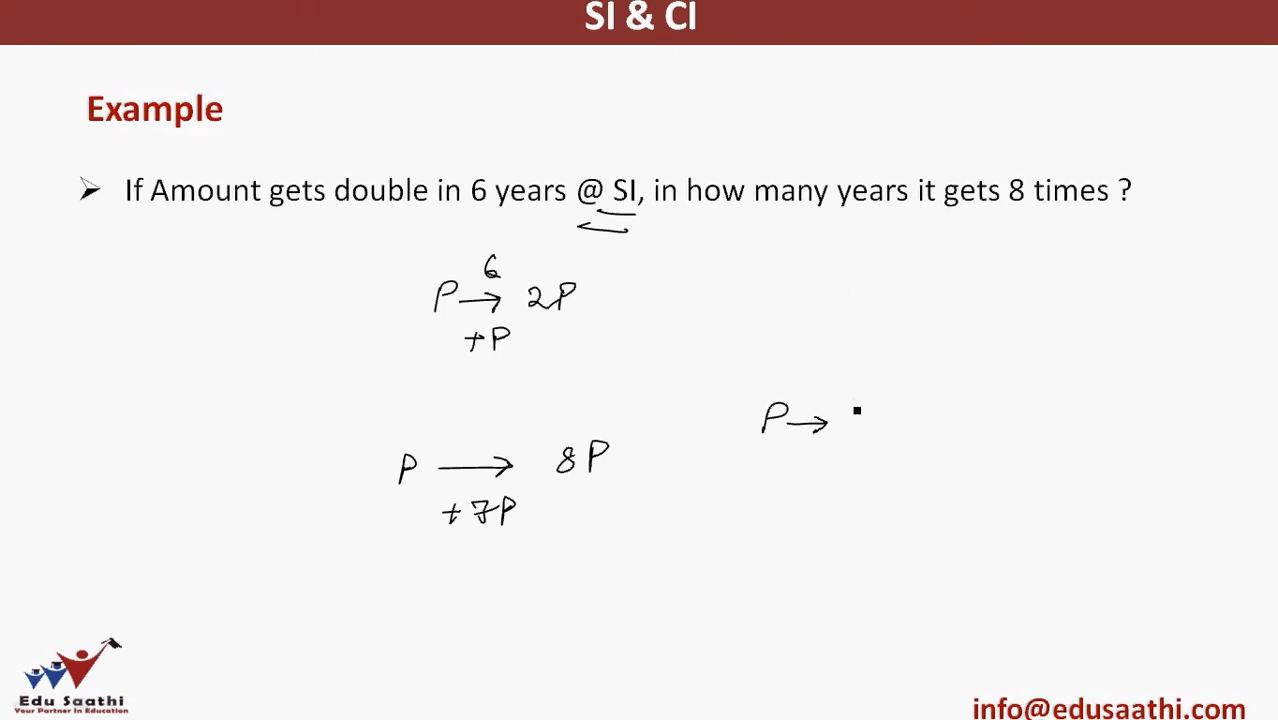 SI & CI
Example
➢ If Amount gets double in 6 years @ SI, in how many years it gets 8 times ?
6
P → 2P
+P
P →
P → 8P
+7P
Edu Saathi
Your Partner In Education
info@edusaathi.com